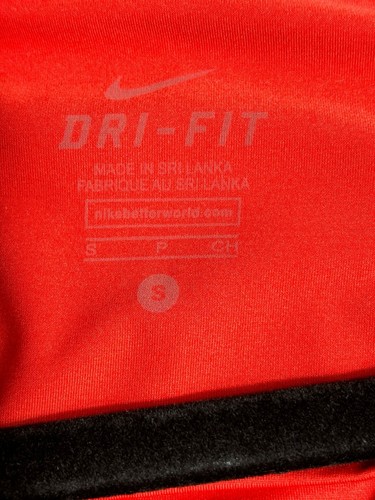 DRI-FIT
MADE IN SRI LANKA
FABRIQUE AU SRI LANKA
nikebetterworld.com
S P CH
S